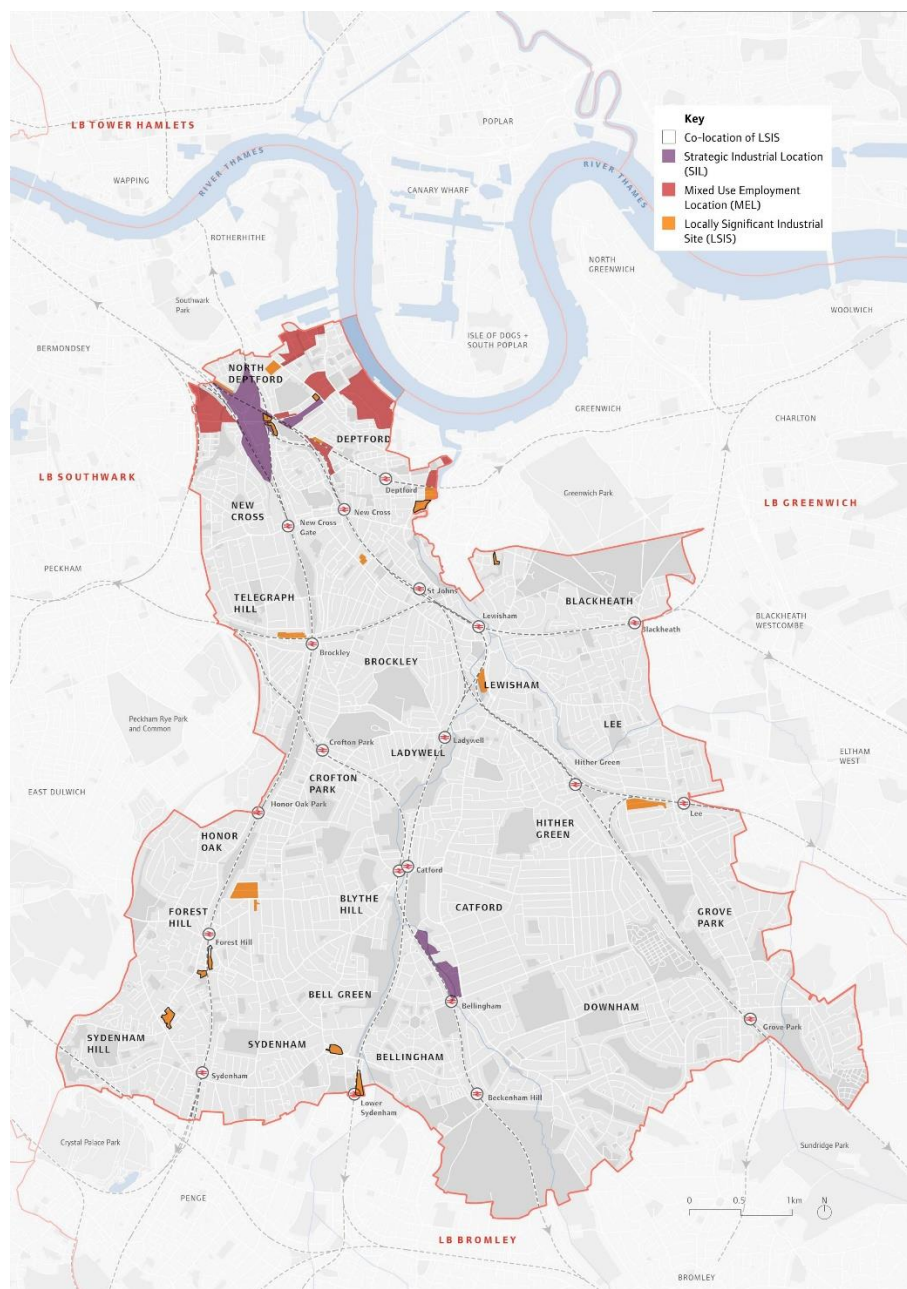 LB TOWER HAMLETS
POPLAR
WAPPING
RIVER THAMES
CANARY WHARF
RIVER THAMES
ROTHERHITHE
NORTH
GREENWICH
Key
Co-location of LSIS
Strategic Industrial Location
(SIL)
Mixed Use Employment
Location (MEL)
Locally Significant Industrial
Site (LSIS)
Southwark
Park
BERMONDSEY
ISLE OF DOGS +
SOUTH POPLAR
WOOLWICH
NORTH
DEPTFORD
GREENWICH
CHARLTON
DEPTFORD
LB SOUTHWARK
Deptford
Greenwich Park
LB GREENWICH
NEW
CROSS
New Cross
New Cross
Gate
PECKHAM
St Johns
TELEGRAPH
HILL
BLACKHEATH
Lewisham
Blackheath
BLACKHEATH
WESTCOMBE
Brockley
BROCKLEY
LEWISHAM
Peckham Rye Park
and Common
LEE
Crofton Park
LADYWELL
Ladywell
ELTHAM
WEST
CROFTON
PARK
Hither Green
EAST DULWICH
Honor Oak Park
Lee
HONOR
OAK
HITHER
GREEN
Catford
BLYTHE
HILL
CATFORD
FOREST
HILL
Forest Hill
GROVE
PARK
BELL GREEN
Bellingham
DOWNHAM
Grove Park
SYDENHAM
HILL
SYDENHAM
BELLINGHAM
Sydenham
Lower
Sydenham
Beckenham Hill
Crystal Palace Park
Sundridge Park
PENGE
0 0.5 1km N
LB BROMLEY
BROMLEY